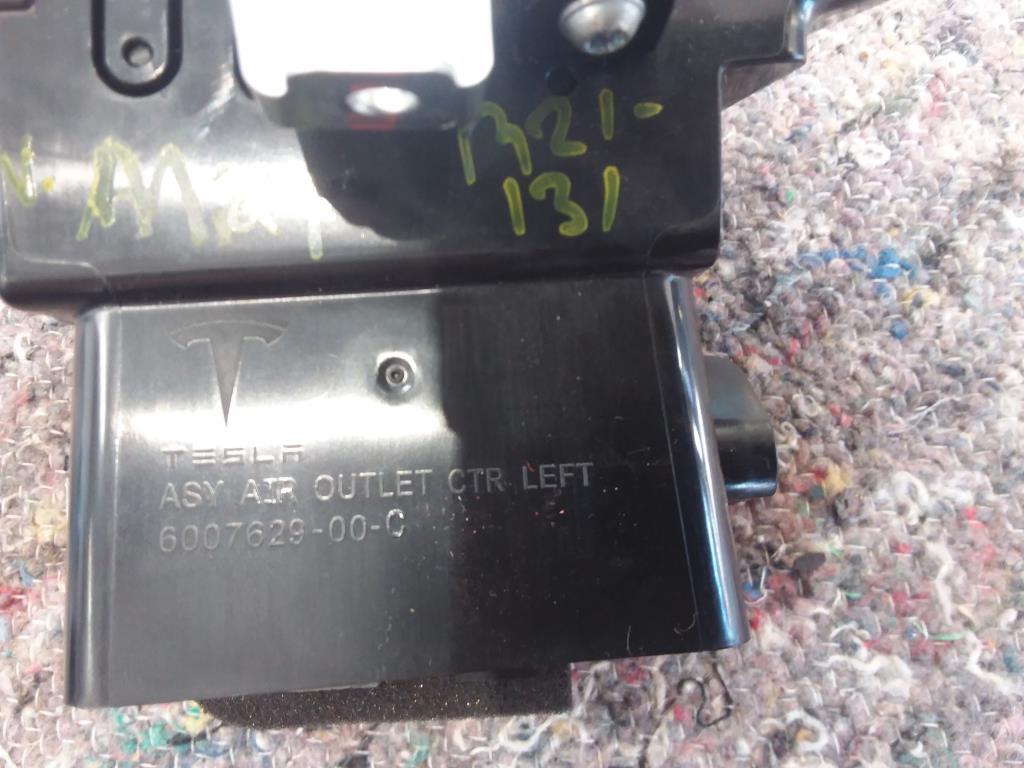 B21-
131
TESLA
ASY AIR OUTLET CTR LEFT
6007629-00-C